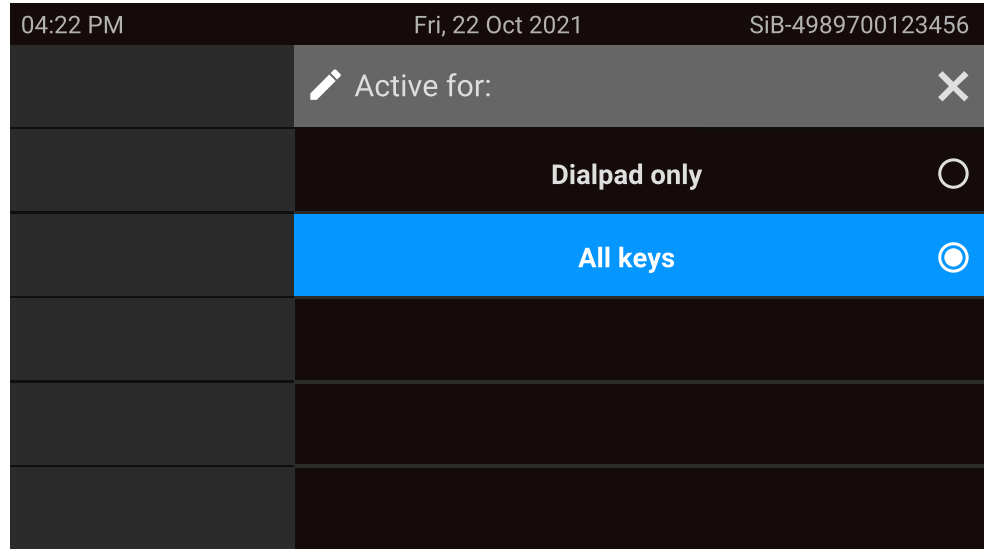 04:22 PM Fri, 22 Oct 2021 SiB-4989700123456
Active for:
Dialpad only
All keys